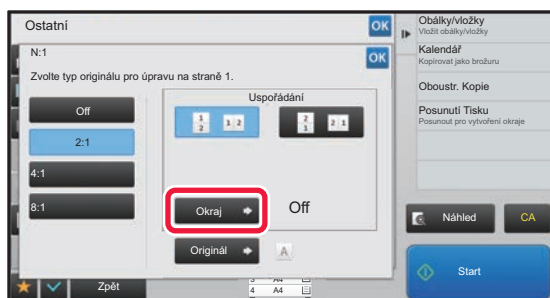 Ostatní
OK
N:1
OK
Zvolte typ originálu pro úpravu na straně 1.
Off
2:1
4:1
8:1
Uspořádání
1
2
1 2
2
1
2 1
Okraj
Off
Originál
A
Zpět
3 A4
4 A4
Obálky/vložky
Vložit obálky/vložky
Kalendář
Kopírovat jako brožuru
Oboustr. Kopie
Posunutí Tisku
Posunout pro vytvoření okraje
Náhled
CA
Start